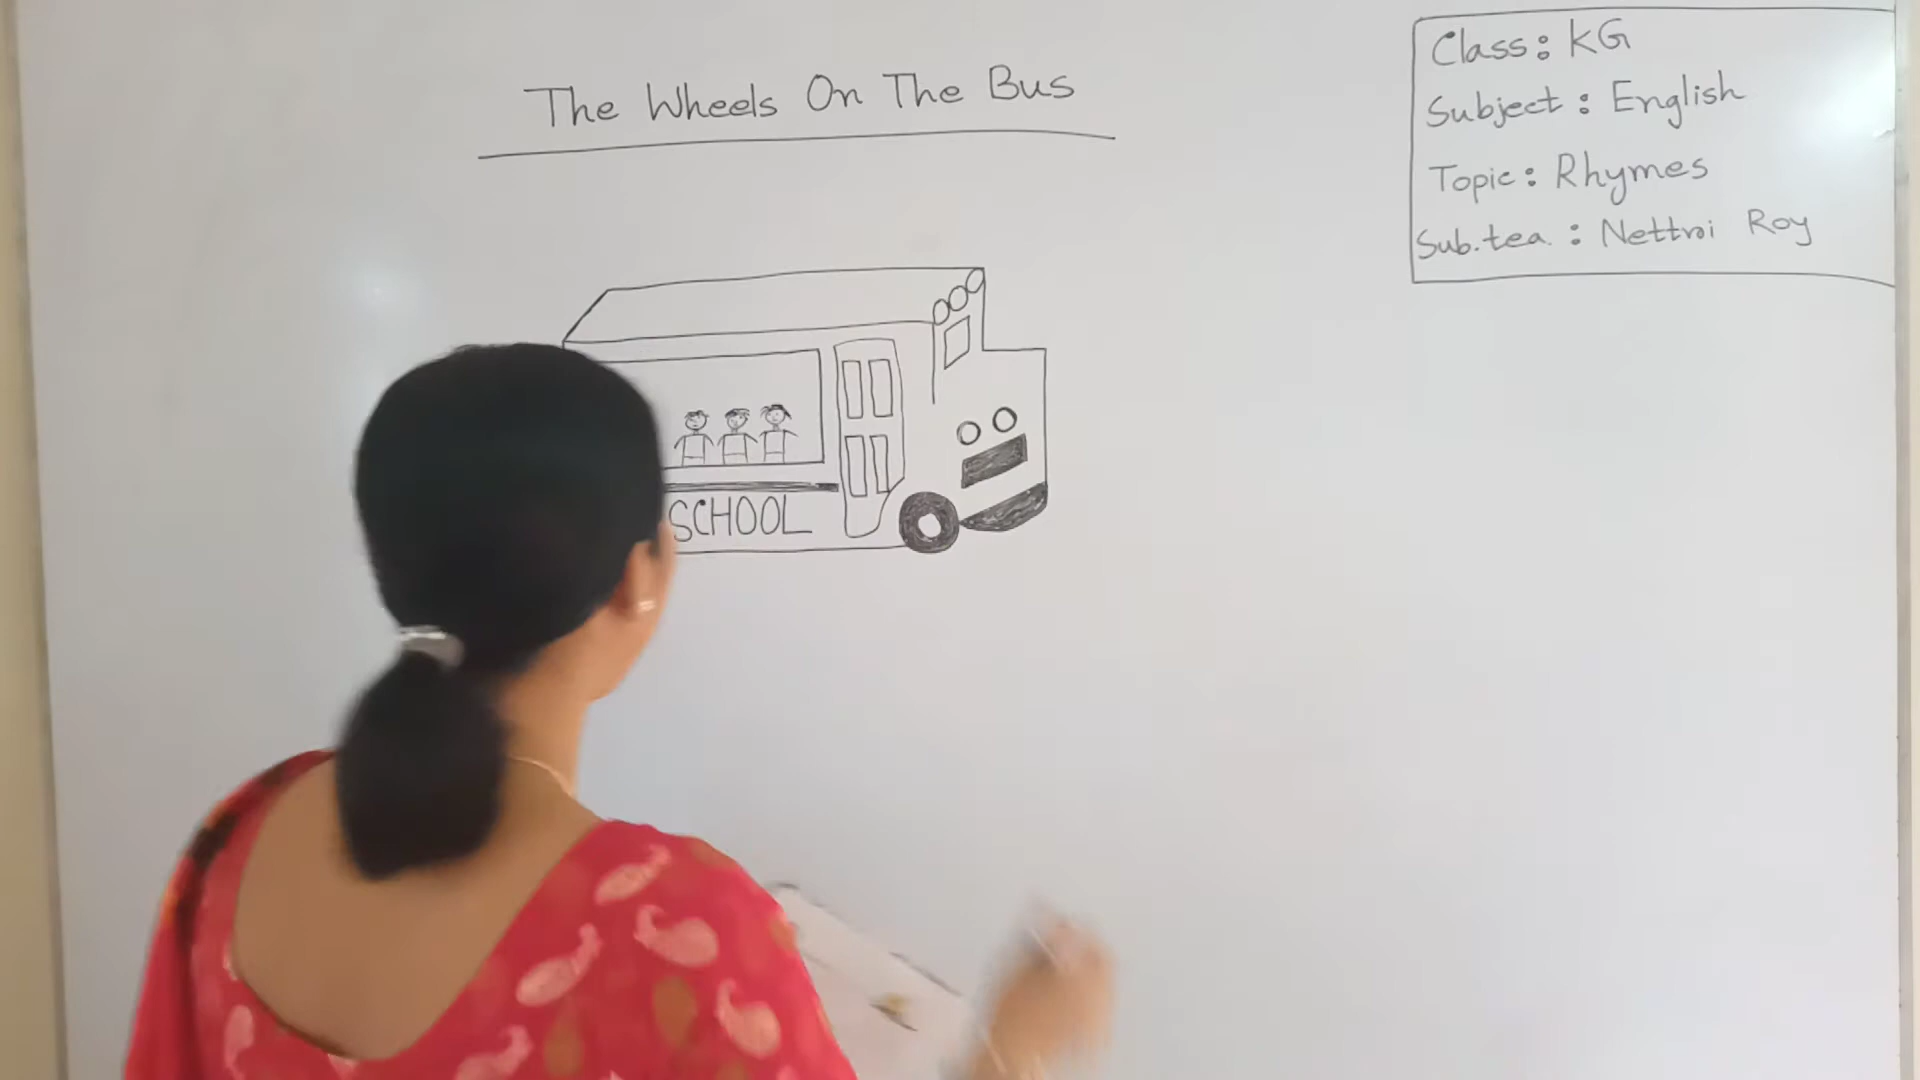 The Wheels On The Bus
Class: KG
Subject: English
Topic: Rhymes
Sub.tea.: Nettroi Roy
SCHOOL